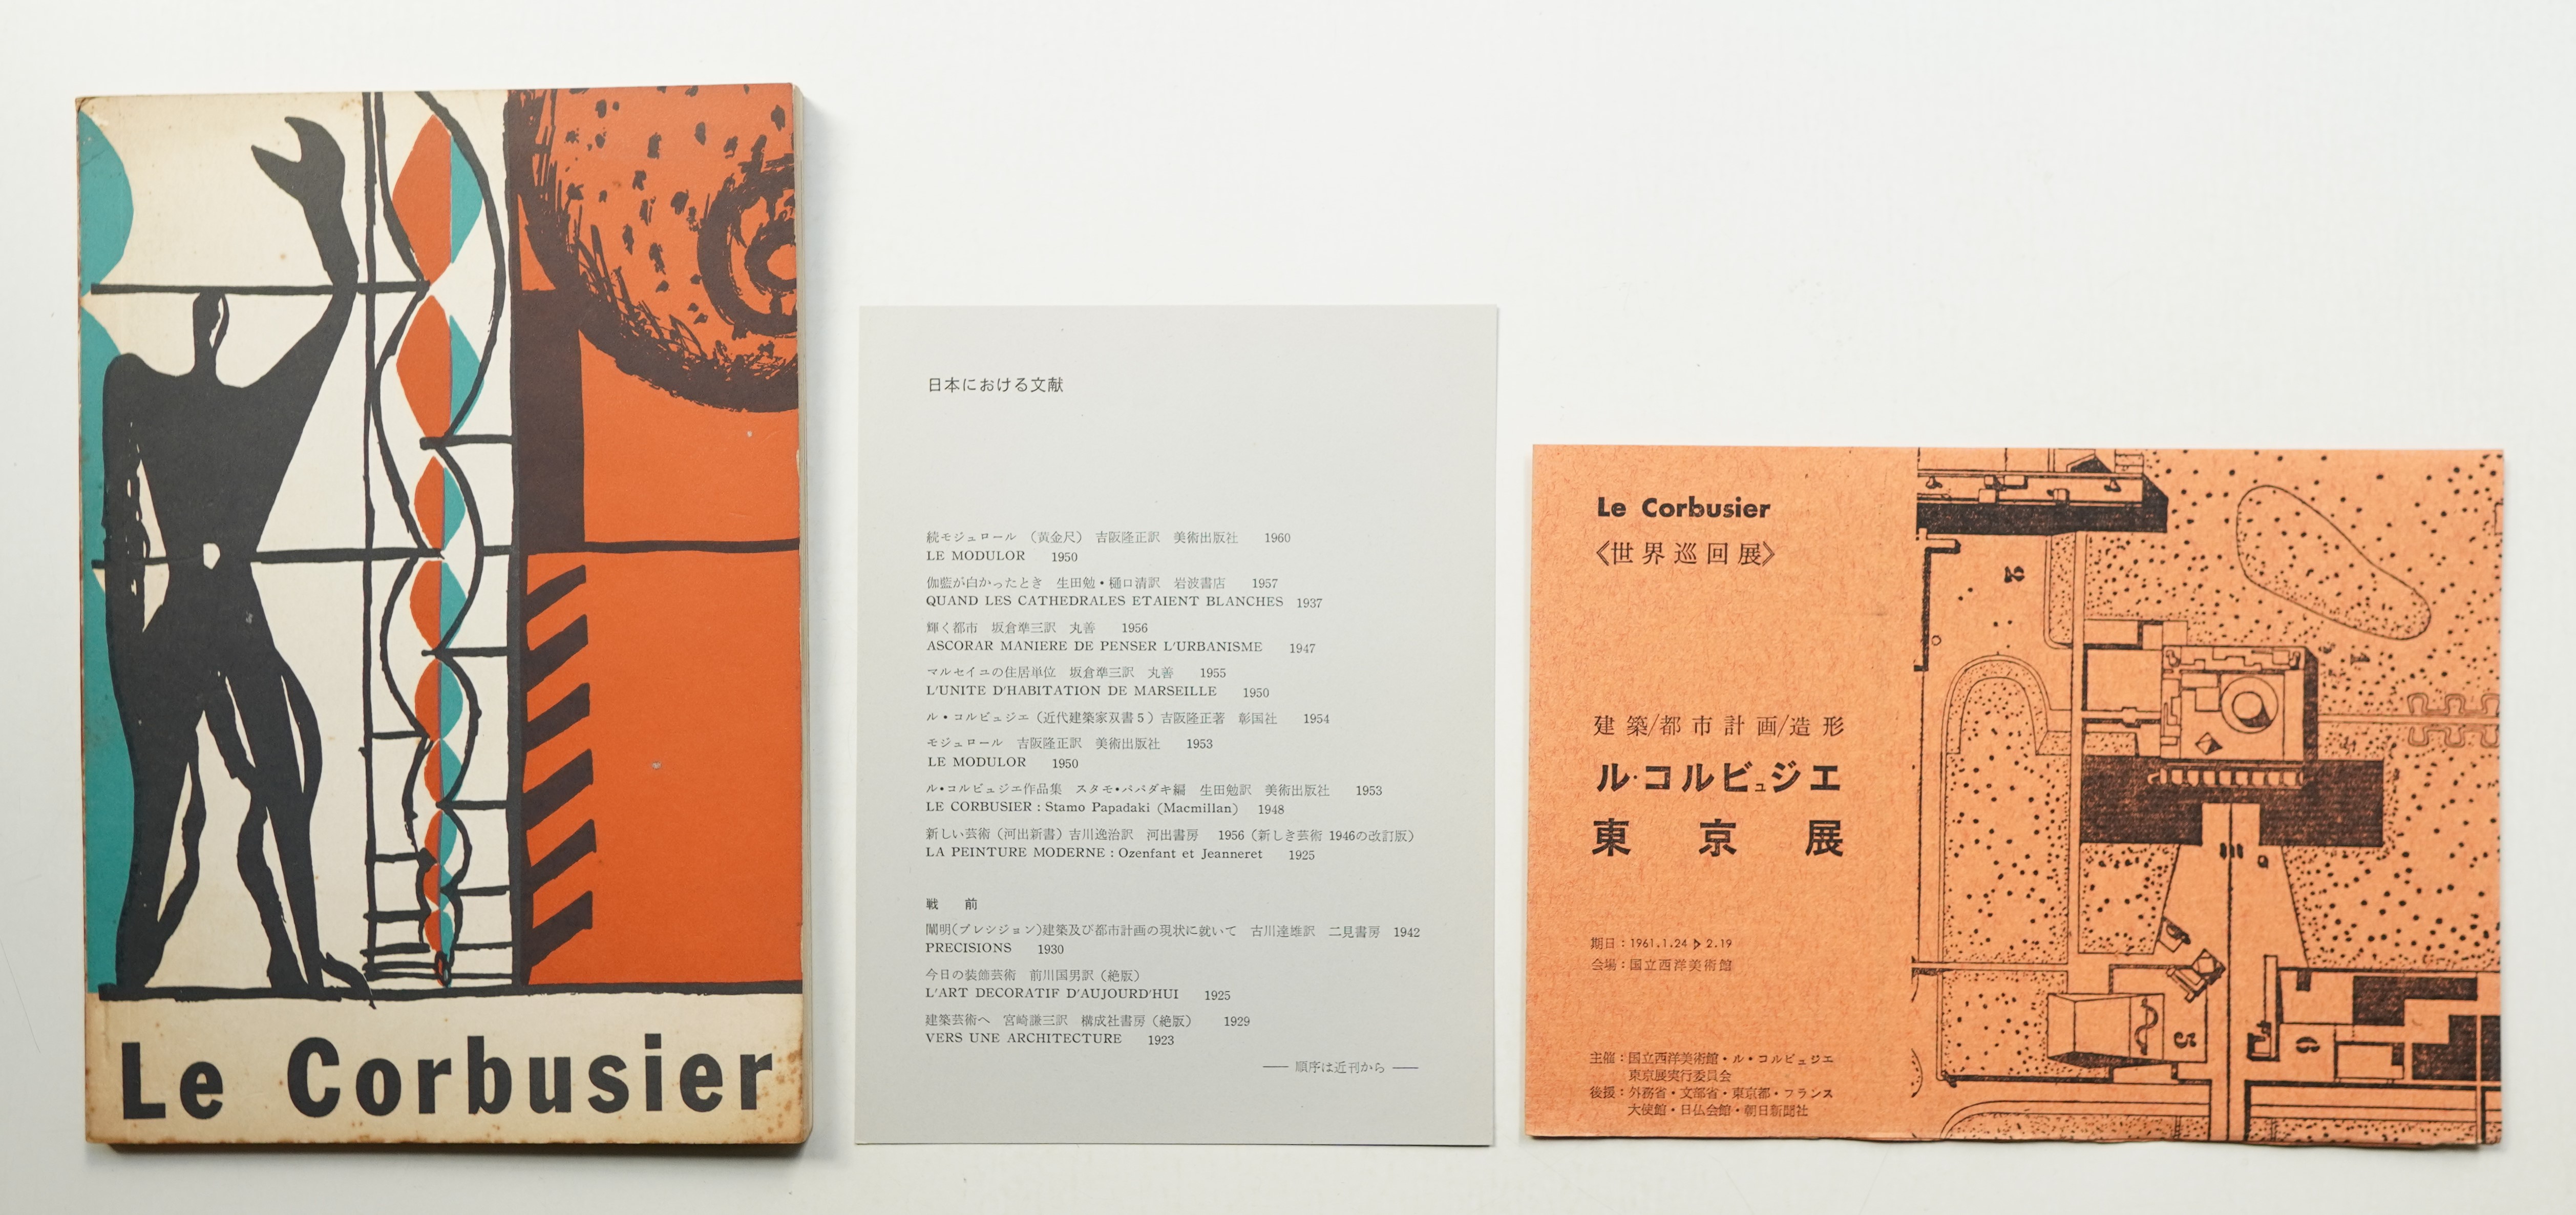 Le Corbusier
日本における文献
続モジュロール （黄金尺） 吉阪隆正訳 美術出版社 1960
LE MODULOR 1950
伽藍が白かったとき 生田勉・樋口清訳 岩波書店 1957
QUAND LES CATHEDRALES ETAIENT BLANCHES 1937
輝く都市 坂倉準三訳 丸善 1956
ASCORAR MANIERE DE PENSER L'URBANISME 1947
マルセイユの住居単位 坂倉準三訳 丸善 1955
L'UNITE D'HABITATION DE MARSEILLE 1950
ル・コルビュジエ（近代建築家双書5）吉阪隆正著 彰国社 1954
モジュロール 吉阪隆正訳 美術出版社 1953
LE MODULOR 1950
ル・コルビュジエ作品集 スタモ・パパダキ編 生田勉訳 美術出版社 1953
LE CORBUSIER : Stamo Papadaki (Macmillan) 1948
新しい芸術（河出新書）吉川逸治訳 河出書房 1956（新しき芸術 1946の改訂版）
LA PEINTURE MODERNE : Ozenfant et Jeanneret 1925
戦前
闡明(プレシジョン)建築及び都市計画の現状に就いて 古川達雄訳 二見書房 1942
PRECISIONS 1930
今日の装飾芸術 前川国男訳（絶版）
L'ART DECORATIF D'AUJOURD'HUI 1925
建築芸術へ 宮崎謙三訳 構成社書房（絶版） 1929
VERS UNE ARCHITECTURE 1923
―― 順序は近刊から ――
Le Corbusier
《世界巡回展》
建築/都市計画/造形
ル・コルビュジエ
東京展
期日：1961.1.24▶2.19
会場：国立西洋美術館
主催：国立西洋美術館・ル・コルビュジエ
東京展実行委員会
後援：外務省・文部省・東京都・フランス
大使館・日仏会館・朝日新聞社
2
1
5
6